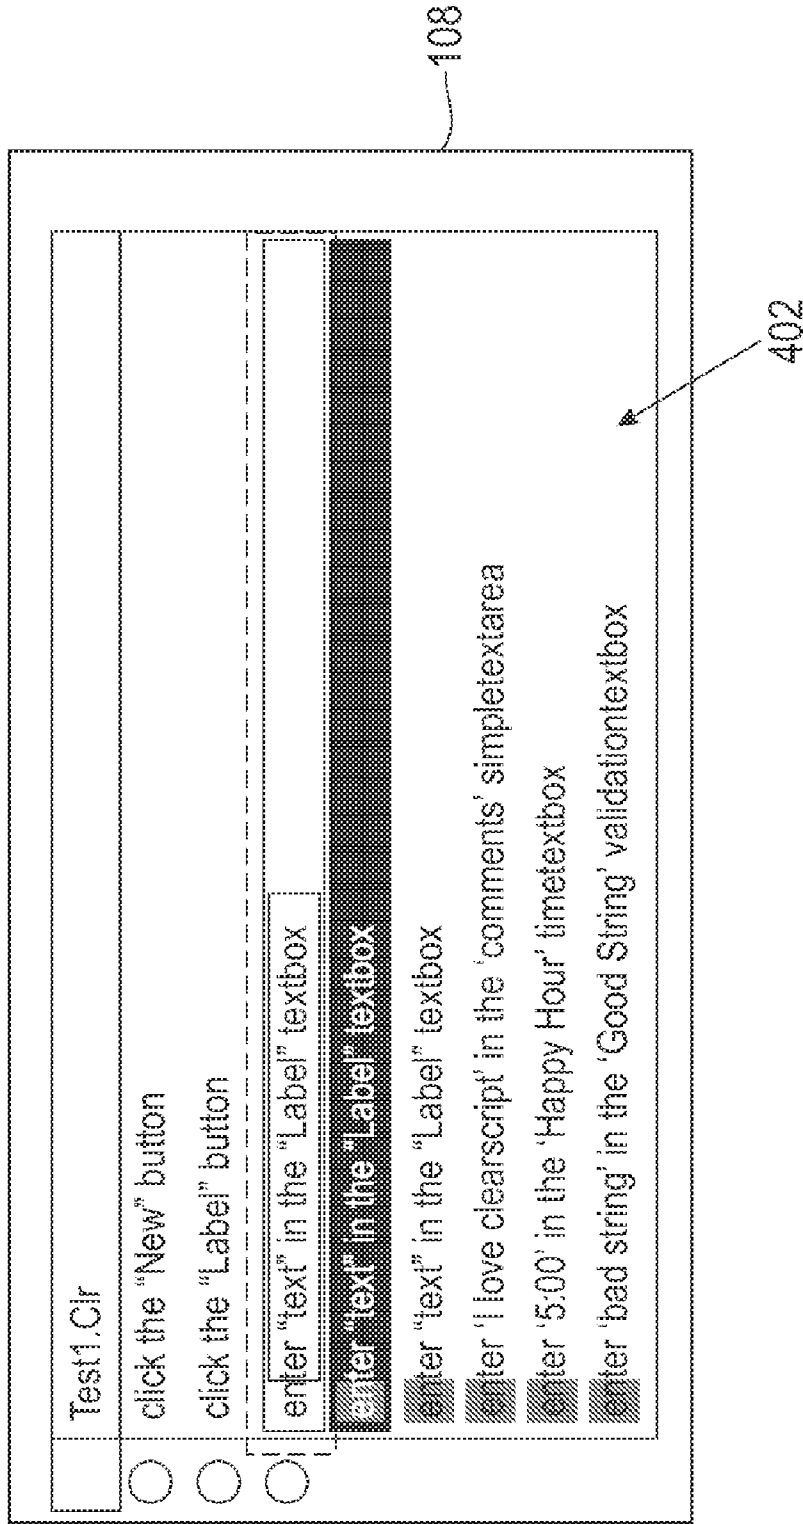 Test1.Clr
click the “New” button
click the “Label” button
enter “text” in the “Label” textbox
enter “text” in the “Label” textbox
enter “text” in the “Label” textbox
enter ‘I love clearscript’ in the ‘comments’ simpletextarea
enter ‘5:00’ in the ‘Happy Hour’ timetextbox
enter ‘bad string’ in the ‘Good String’ validationtextbox
108
402